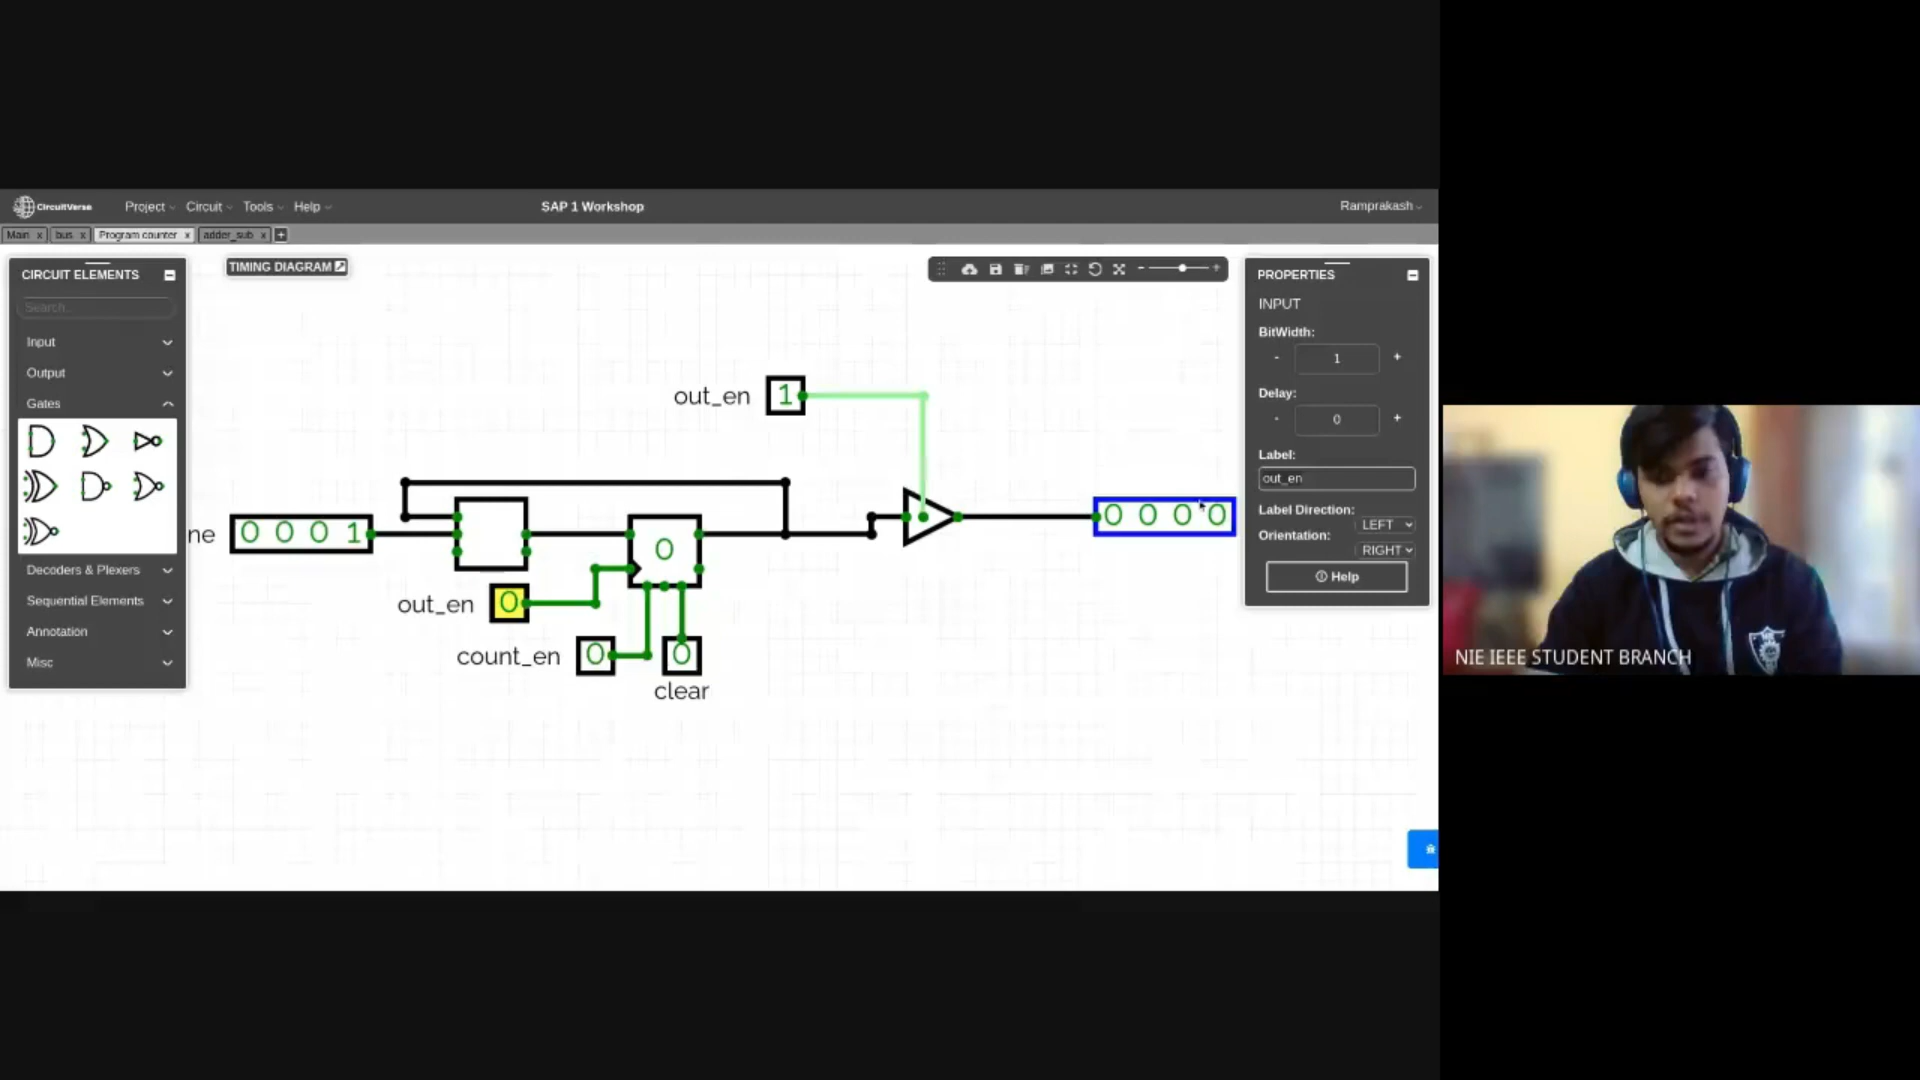 CircuitVerse Project Circuit Tools Help SAP 1 Workshop Ramprakash
Main x bus x Program counter x adder_sub x +
CIRCUIT ELEMENTS
Search..
Input
Output
Gates
Decoders & Plexers
Sequential Elements
Annotation
Misc
TIMING DIAGRAM
out_en 1
ne 0 0 0 1
0
0 0 0 0
out_en 0
count_en 0 0
clear
PROPERTIES
INPUT
BitWidth:
- 1 +
Delay:
- 0 +
Label:
out_en
Label Direction:
LEFT
Orientation:
RIGHT
Help
NIE IEEE STUDENT BRANCH